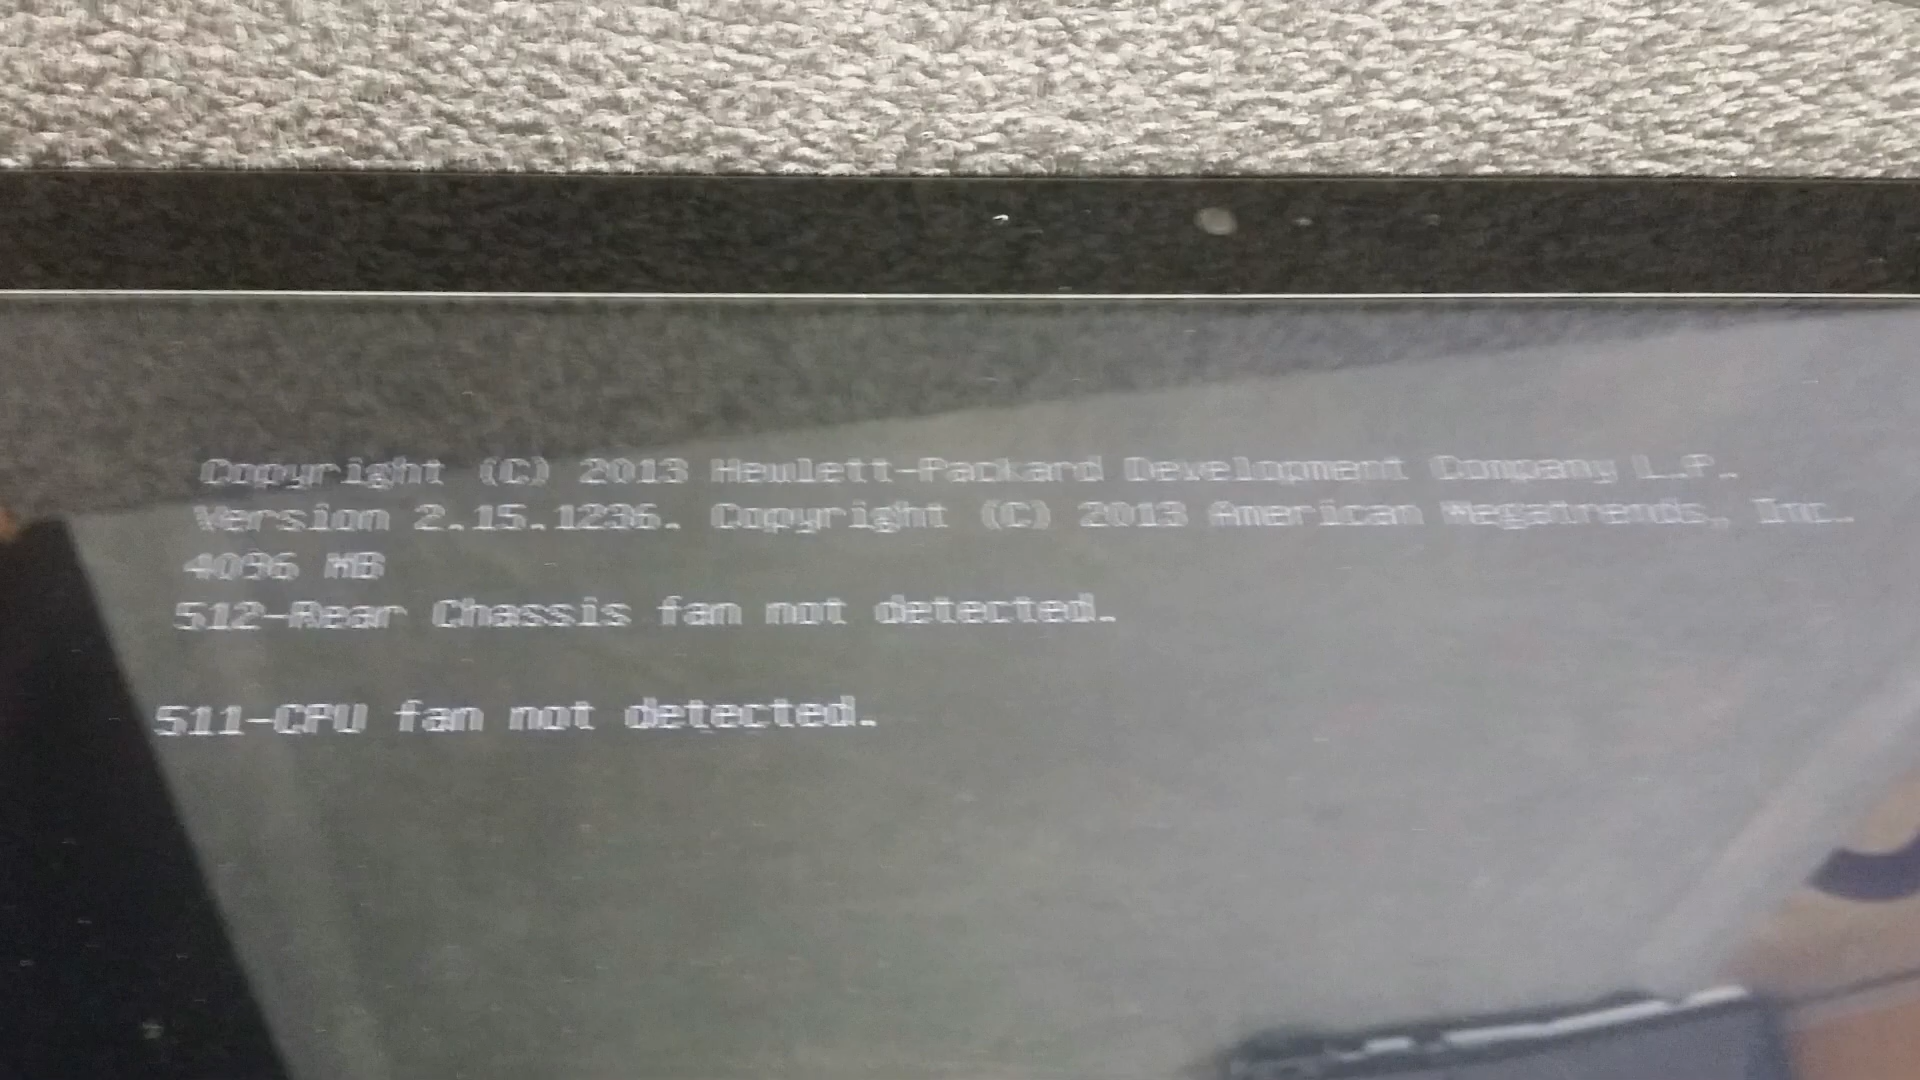 Copyright (C) 2013 Hewlett-Packard Development Company L.P.
Version 2.15.1236. Copyright (C) 2013 American Megatrends, Inc.
4096 MB
512-Rear Chassis fan not detected.
511-CPU fan not detected.